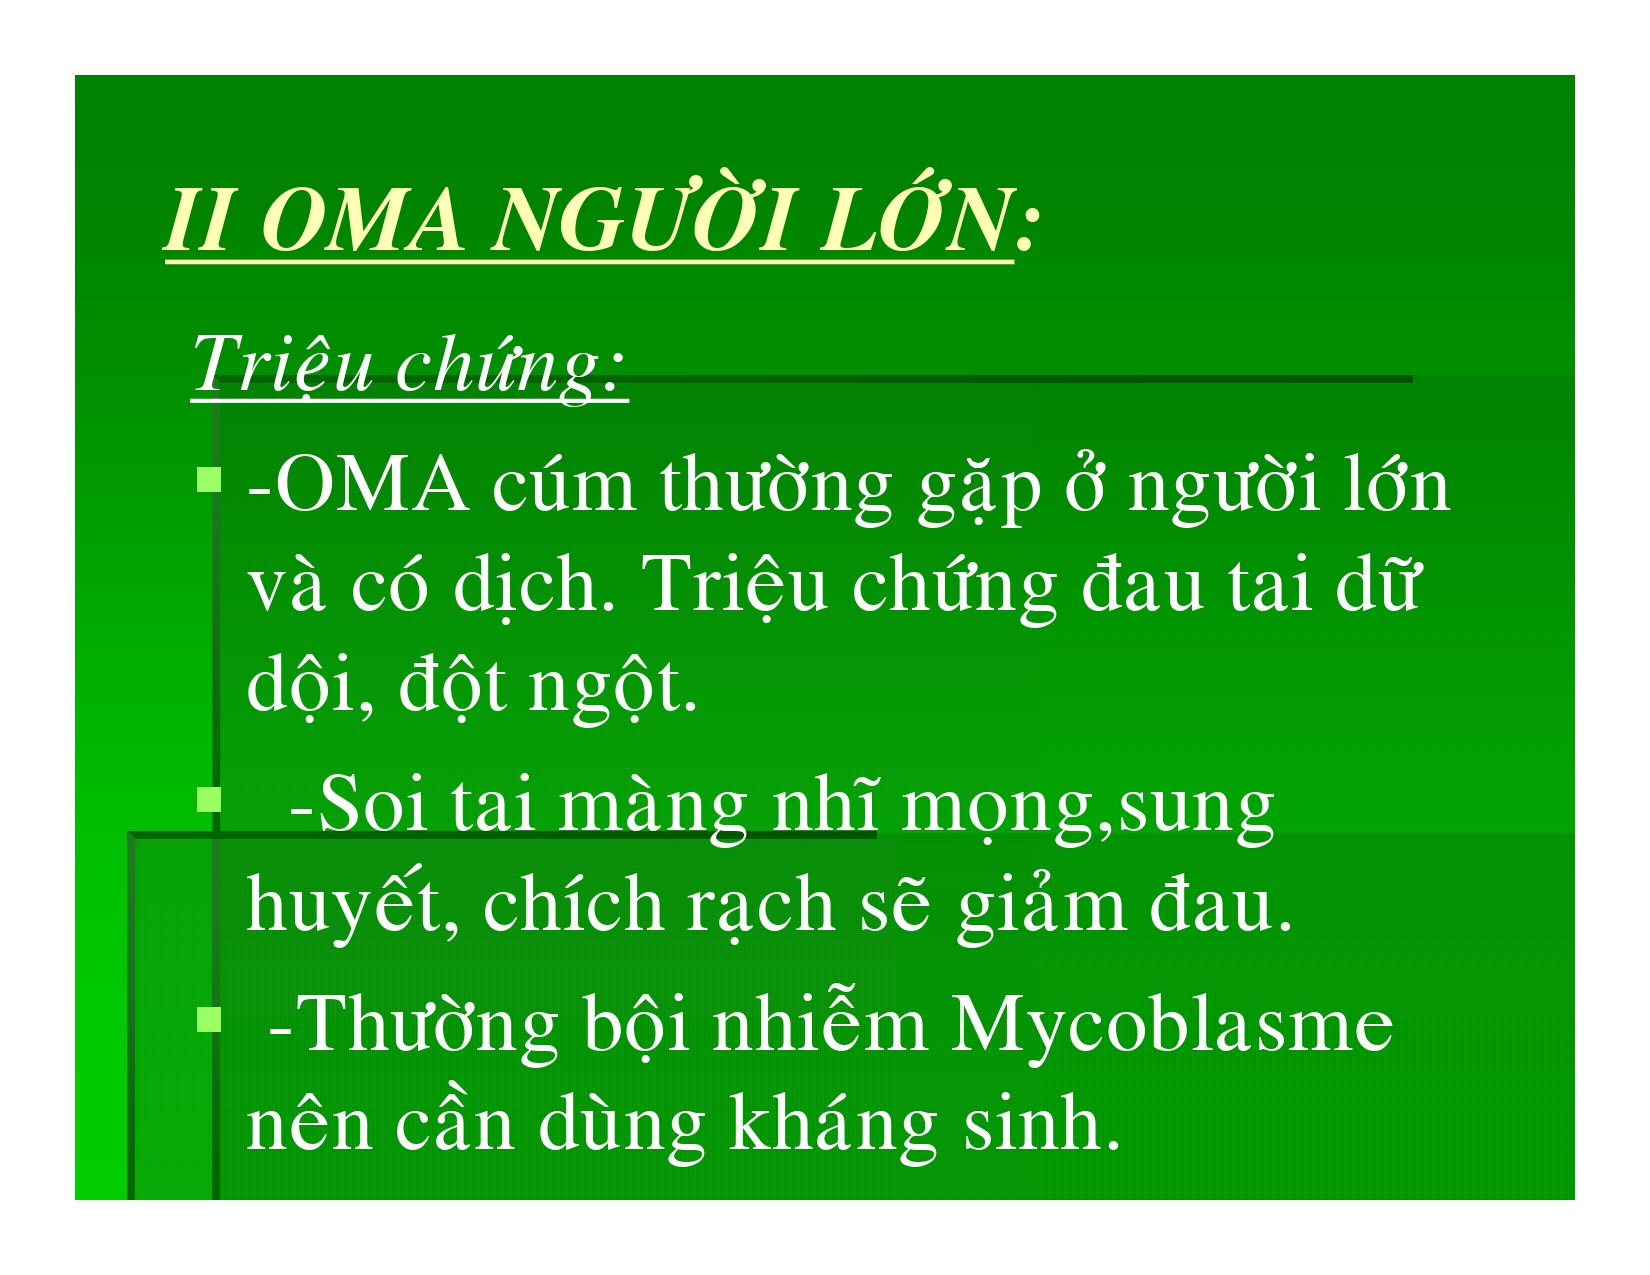 II OMA NGƯỜI LỚN:
Triệu chứng:
-OMA cúm thường gặp ở người lớn
và có dịch. Triệu chứng đau tai dữ
dội, đột ngột.
-Soi tai màng nhĩ mọng,sung
huyết, chích rạch sẽ giảm đau.
-Thường bội nhiễm Mycoblasme
nên cần dùng kháng sinh.